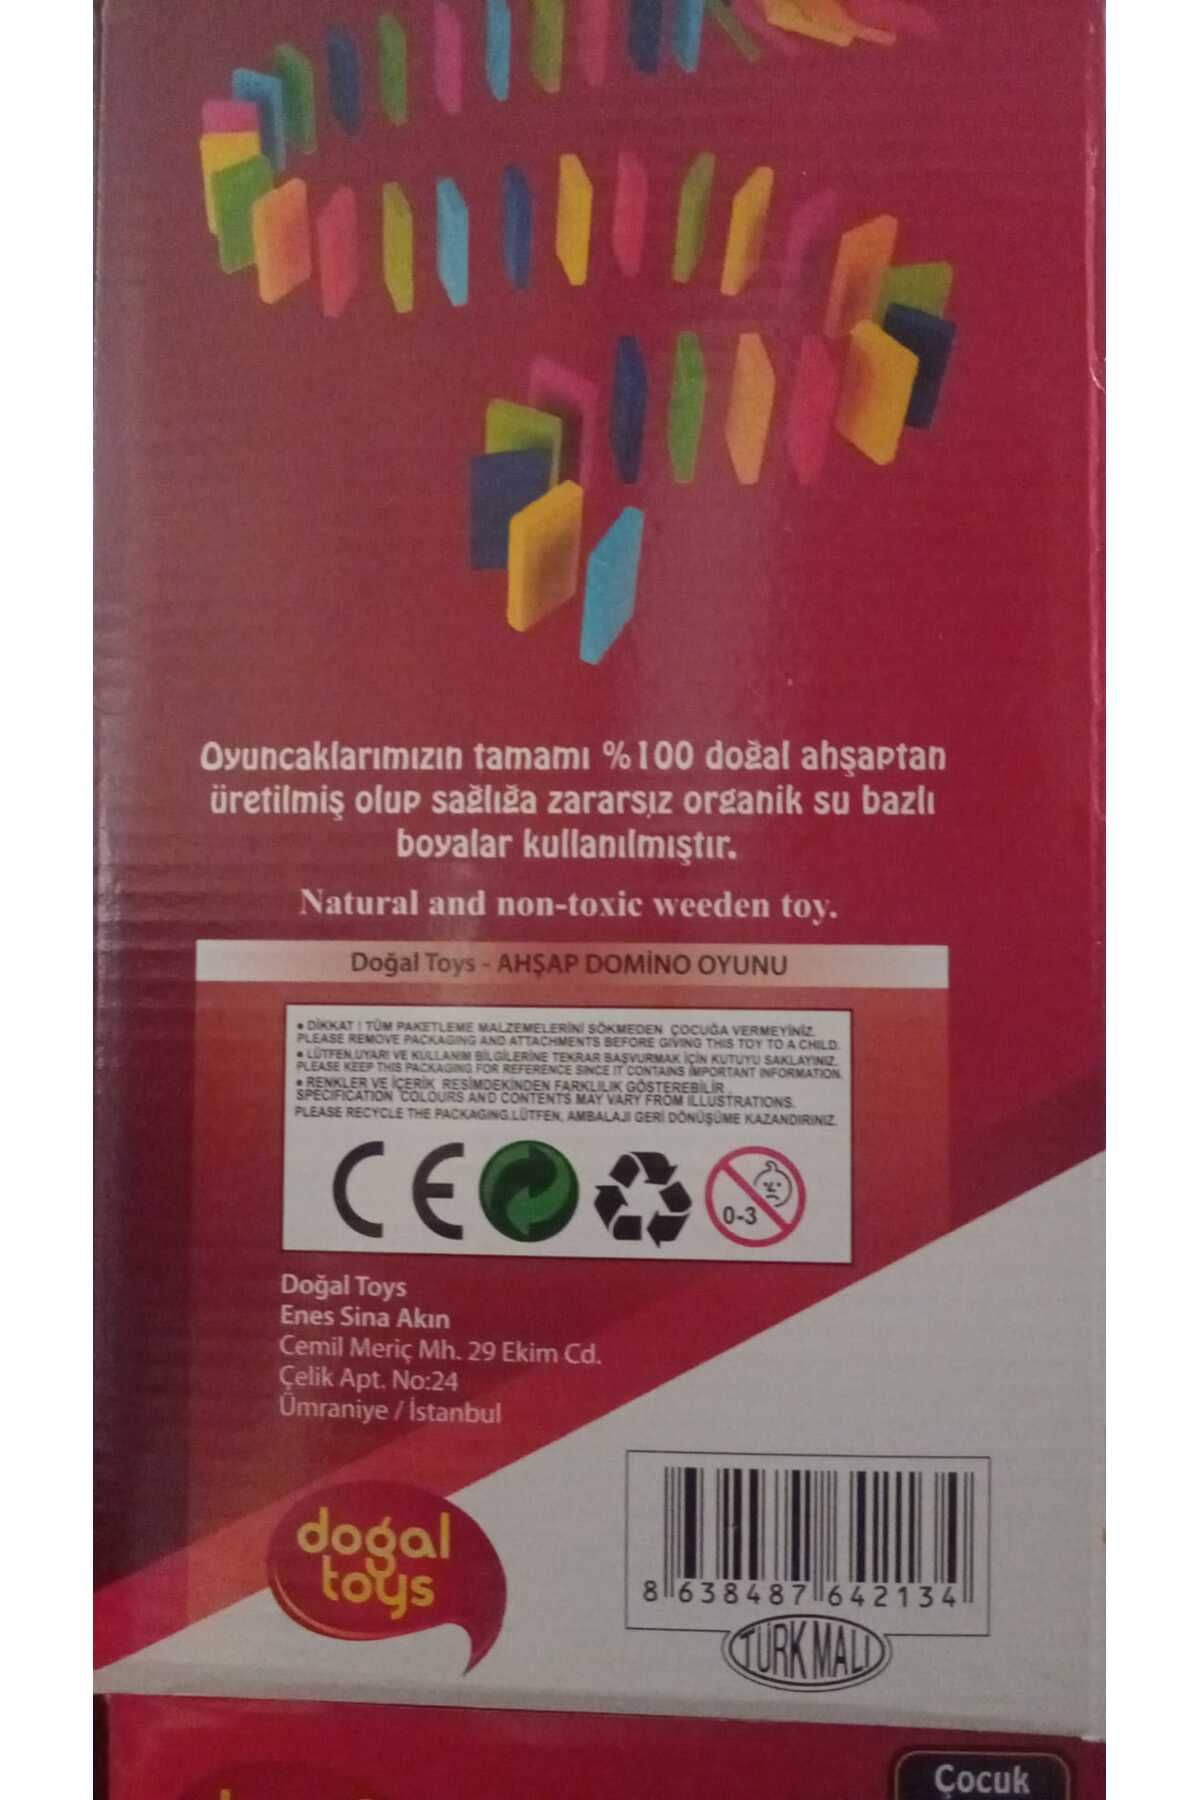 Oyuncaklarımızın tamamı %100 doğal ahşaptan
üretilmiş olup sağlığa zararsız organik su bazlı
boyalar kullanılmıştır.
Natural and non-toxic weeden toy.
Doğal Toys - AHŞAP DOMİNO OYUNU
• DİKKAT ! TÜM PAKETLEME MALZEMELERİNİ SÖKMEDEN ÇOCUĞA VERMEYİNİZ.
PLEASE REMOVE PACKAGING AND ATTACHMENTS BEFORE GIVING THIS TOY TO A CHILD.
• LÜTFEN,UYARI VE KULLANIM BİLGİLERİNE TEKRAR BAŞVURMAK İÇİN KUTUYU SAKLAYINIZ.
PLEASE KEEP THIS PACKAGING FOR REFERENCE SINCE IT CONTAINS IMPORTANT INFORMATION.
• RENKLER VE İÇERİK RESİMDEKİNDEN FARKLILIK GÖSTEREBİLİR.
SPECIFICATION COLOURS AND CONTENTS MAY VARY FROM ILLUSTRATIONS.
PLEASE RECYCLE THE PACKAGING.LÜTFEN, AMBALAJI GERİ DÖNÜŞÜME KAZANDIRINIZ.
CE
0-3
Doğal Toys
Enes Sina Akın
Cemil Meriç Mh. 29 Ekim Cd.
Çelik Apt. No:24
Ümraniye / İstanbul
doğal
toys
8 638487 642134
TÜRK MALI
Çocuk